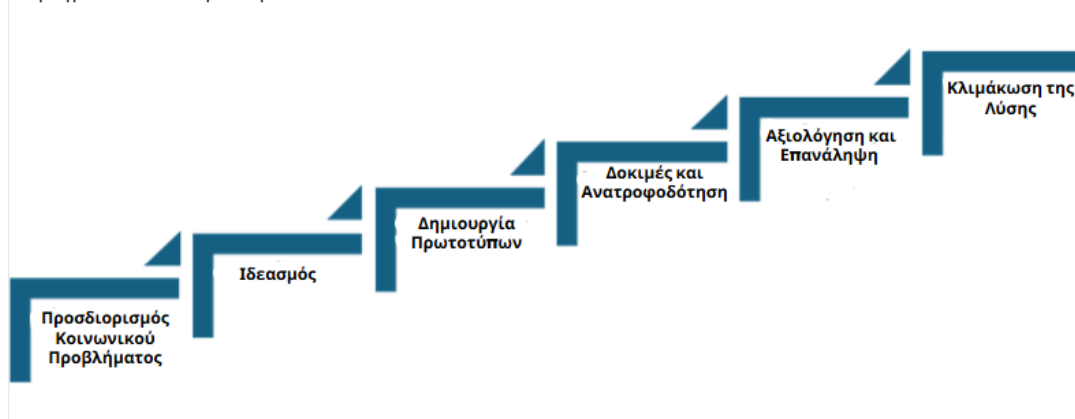 Προσδιορισμός
Κοινωνικού
Προβλήματος
Ιδεασμός
Δημιουργία
Πρωτοτύπων
Δοκιμές και
Ανατροφοδότηση
Αξιολόγηση και
Επανάληψη
Κλιμάκωση της
Λύσης